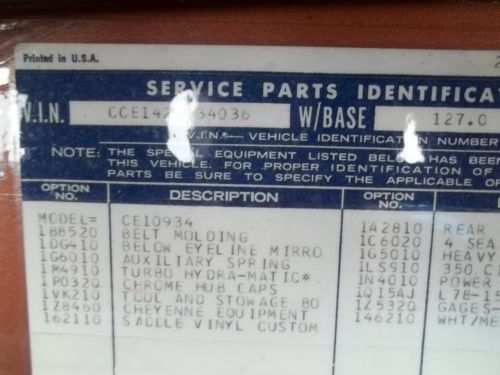 Printed in U.S.A.
SERVICE PARTS IDENTIFICAT
V.I.N. CCE142 34036 W/BASE 127.0
V.I.N. — VEHICLE IDENTIFICATION NUMBER
NOTE: THE SPECIAL EQUIPMENT LISTED BELOW HAS BEEN
THIS VEHICLE. FOR PROPER IDENTIFICATION OF
PARTS BE SURE TO SPECIFY THE APPLICABLE O
OPTION NO. DESCRIPTION OPTION NO.
MODEL= CE10934 1A2810 REAR
1B8520 BELT MOLDING 1C6020 4 SEA
1DG410 BELOW EYELINE MIRRO 1G5010 HEAVY
1G6010 AUXILIARY SPRING 1LS910 350 C
1M4910 TURBO HYDRA-MATIC* 1N4010 POWER
1P0320 CHROME HUB CAPS 1Q15AJ L78-15
1VK210 TOOL AND STOWAGE BO 1Z5320 GAGES-
1Z8460 CHEYENNE EQUIPMENT 146210 WHT/ME
162110 SADDLE VINYL CUSTOM